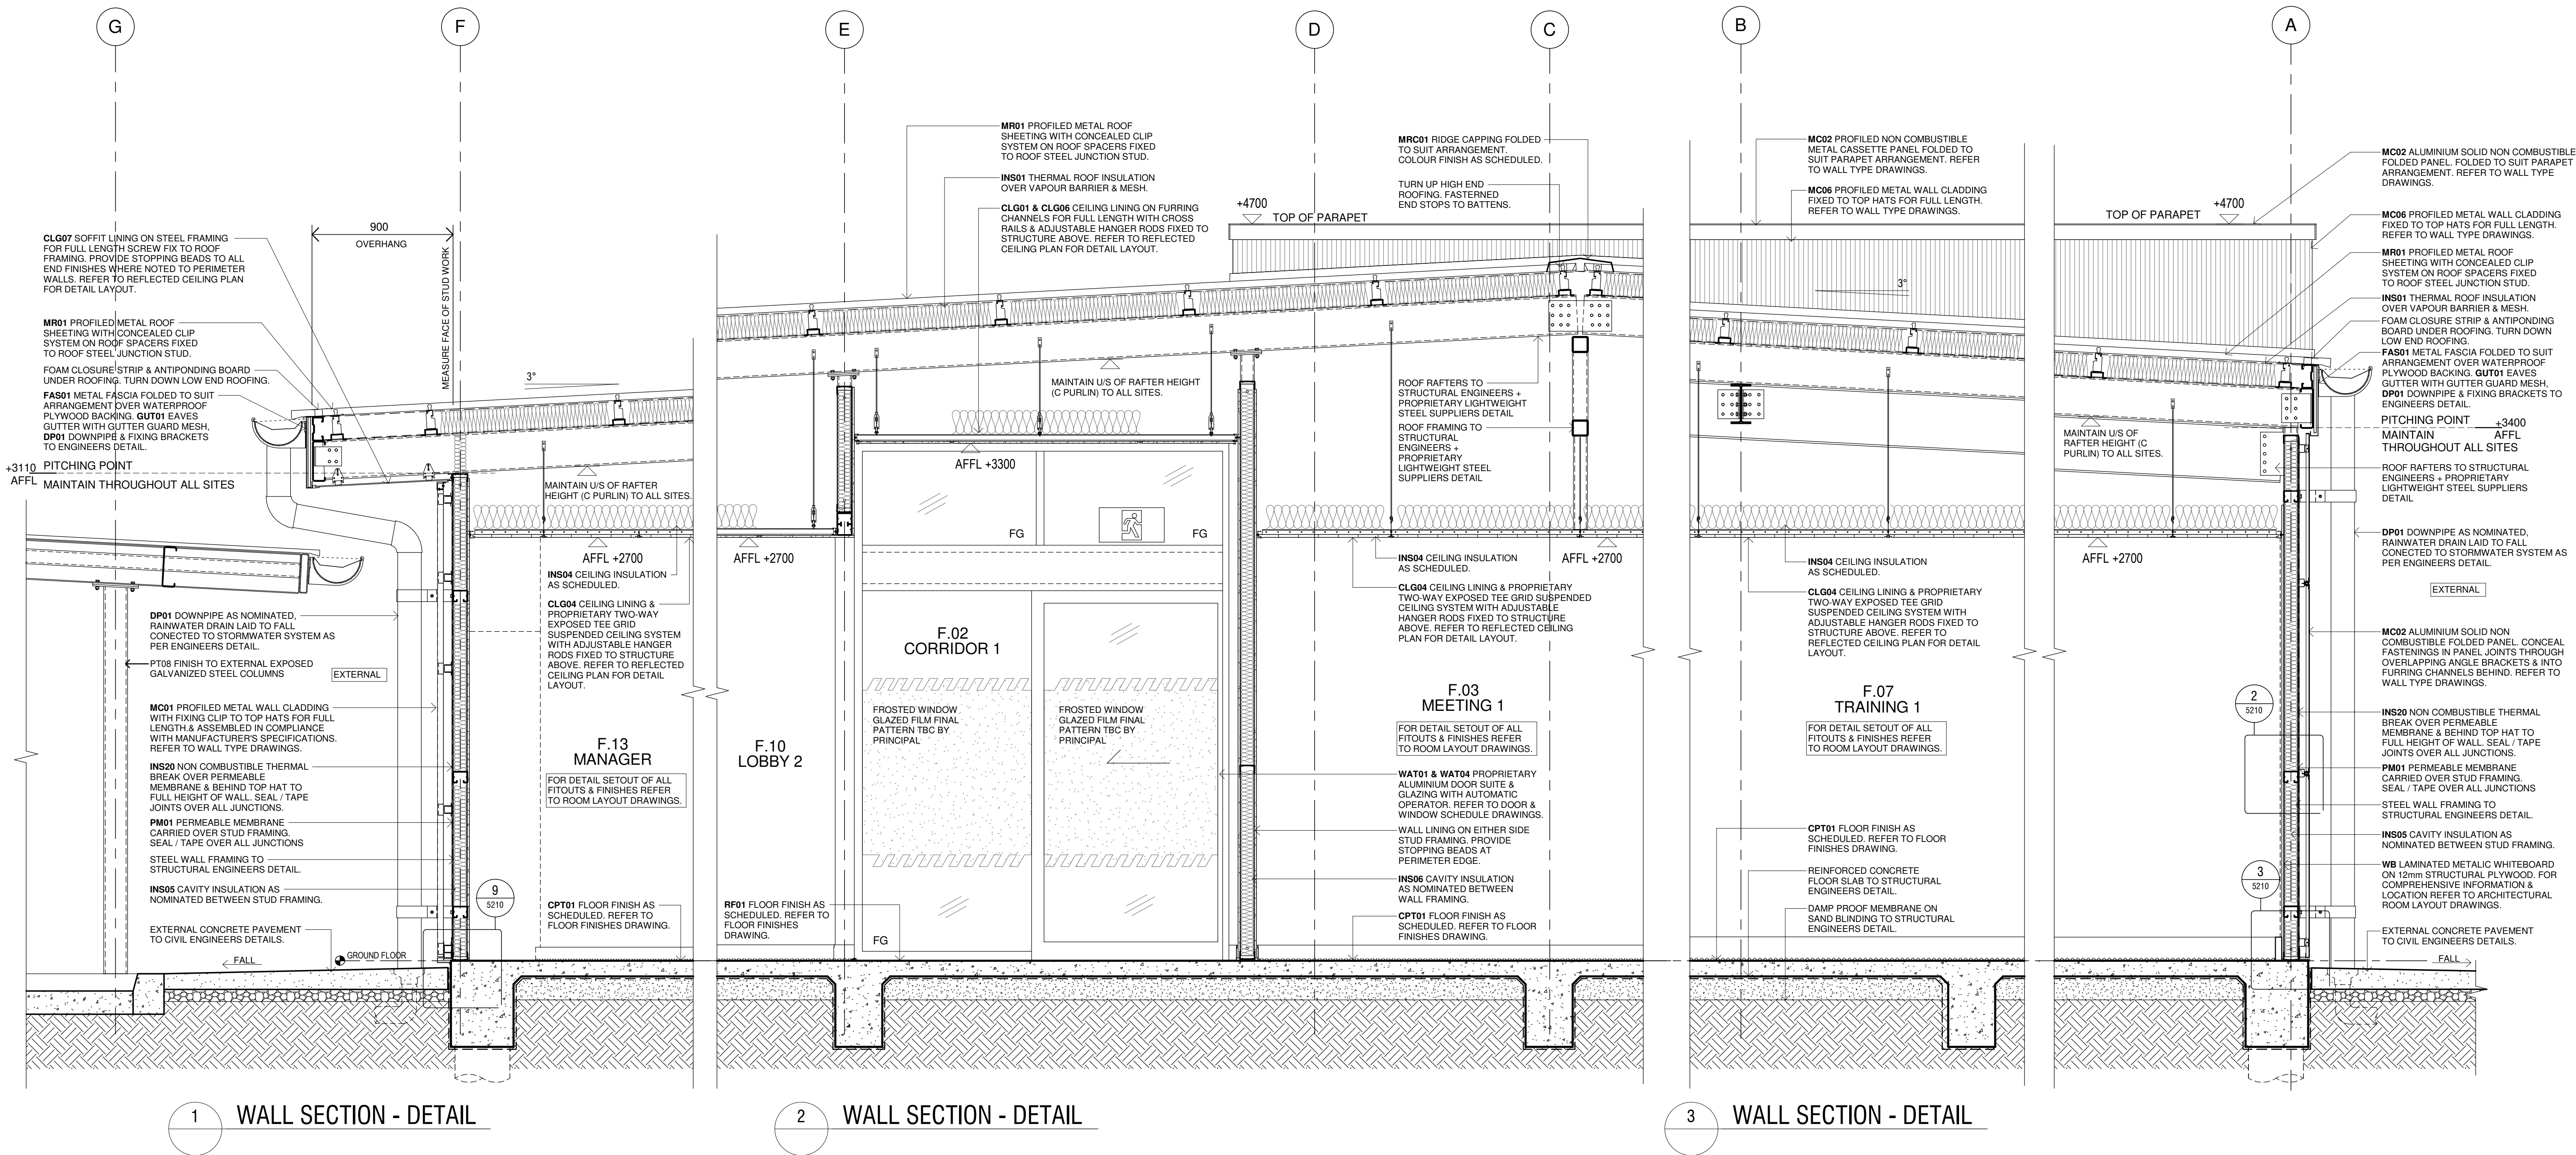 G
F
E
D
C
B
A
CLG07 SOFFIT LINING ON STEEL FRAMING
FOR FULL LENGTH SCREW FIX TO ROOF
FRAMING. PROVIDE STOPPING BEADS TO ALL
END FINISHES WHERE NOTED TO PERIMETER
WALLS. REFER TO REFLECTED CEILING PLAN
FOR DETAIL LAYOUT.
MR01 PROFILED METAL ROOF
SHEETING WITH CONCEALED CLIP
SYSTEM ON ROOF SPACERS FIXED
TO ROOF STEEL JUNCTION STUD.
FOAM CLOSURE STRIP & ANTIPONDING BOARD
UNDER ROOFING. TURN DOWN LOW END ROOFING.
FAS01 METAL FASCIA FOLDED TO SUIT
ARRANGEMENT OVER WATERPROOF
PLYWOOD BACKING. GUT01 EAVES
GUTTER WITH GUTTER GUARD MESH,
DP01 DOWNPIPE & FIXING BRACKETS
TO ENGINEERS DETAIL.
+3110
AFFL
PITCHING POINT
MAINTAIN THROUGHOUT ALL SITES
900
OVERHANG
MEASURE FACE OF STUD WORK
3°
MAINTAIN U/S OF RAFTER
HEIGHT (C PURLIN) TO ALL SITES.
AFFL +2700
INS04 CEILING INSULATION
AS SCHEDULED.
CLG04 CEILING LINING &
PROPRIETARY TWO-WAY
EXPOSED TEE GRID
SUSPENDED CEILING SYSTEM
WITH ADJUSTABLE HANGER
RODS FIXED TO STRUCTURE
ABOVE. REFER TO REFLECTED
CEILING PLAN FOR DETAIL
LAYOUT.
DP01 DOWNPIPE AS NOMINATED,
RAINWATER DRAIN LAID TO FALL
CONECTED TO STORMWATER SYSTEM AS
PER ENGINEERS DETAIL.
PT08 FINISH TO EXTERNAL EXPOSED
GALVANIZED STEEL COLUMNS
EXTERNAL
MC01 PROFILED METAL WALL CLADDING
WITH FIXING CLIP TO TOP HATS FOR FULL
LENGTH.& ASSEMBLED IN COMPLIANCE
WITH MANUFACTURER'S SPECIFICATIONS.
REFER TO WALL TYPE DRAWINGS.
INS20 NON COMBUSTIBLE THERMAL
BREAK OVER PERMEABLE
MEMBRANE & BEHIND TOP HAT TO
FULL HEIGHT OF WALL. SEAL / TAPE
JOINTS OVER ALL JUNCTIONS.
PM01 PERMEABLE MEMBRANE
CARRIED OVER STUD FRAMING.
SEAL / TAPE OVER ALL JUNCTIONS
STEEL WALL FRAMING TO
STRUCTURAL ENGINEERS DETAIL.
INS05 CAVITY INSULATION AS
NOMINATED BETWEEN STUD FRAMING.
EXTERNAL CONCRETE PAVEMENT
TO CIVIL ENGINEERS DETAILS.
FALL
GROUND FLOOR
9
5210
F.13
MANAGER
FOR DETAIL SETOUT OF ALL
FITOUTS & FINISHES REFER
TO ROOM LAYOUT DRAWINGS.
CPT01 FLOOR FINISH AS
SCHEDULED. REFER TO
FLOOR FINISHES DRAWING.
1
WALL SECTION - DETAIL
MR01 PROFILED METAL ROOF
SHEETING WITH CONCEALED CLIP
SYSTEM ON ROOF SPACERS FIXED
TO ROOF STEEL JUNCTION STUD.
INS01 THERMAL ROOF INSULATION
OVER VAPOUR BARRIER & MESH.
CLG01 & CLG06 CEILING LINING ON FURRING
CHANNELS FOR FULL LENGTH WITH CROSS
RAILS & ADJUSTABLE HANGER RODS FIXED TO
STRUCTURE ABOVE. REFER TO REFLECTED
CEILING PLAN FOR DETAIL LAYOUT.
+4700
TOP OF PARAPET
MRC01 RIDGE CAPPING FOLDED
TO SUIT ARRANGEMENT.
COLOUR FINISH AS SCHEDULED.
TURN UP HIGH END
ROOFING. FASTERNED
END STOPS TO BATTENS.
MAINTAIN U/S OF RAFTER HEIGHT
(C PURLIN) TO ALL SITES.
ROOF RAFTERS TO
STRUCTURAL ENGINEERS +
PROPRIETARY LIGHTWEIGHT
STEEL SUPPLIERS DETAIL
ROOF FRAMING TO
STRUCTURAL
ENGINEERS +
PROPRIETARY
LIGHTWEIGHT STEEL
SUPPLIERS DETAIL
AFFL +3300
AFFL +2700
FG
FG
AFFL +2700
INS04 CEILING INSULATION
AS SCHEDULED.
CLG04 CEILING LINING & PROPRIETARY
TWO-WAY EXPOSED TEE GRID SUSPENDED
CEILING SYSTEM WITH ADJUSTABLE
HANGER RODS FIXED TO STRUCTURE
ABOVE. REFER TO REFLECTED CEILING
PLAN FOR DETAIL LAYOUT.
F.02
CORRIDOR 1
F.10
LOBBY 2
FROSTED WINDOW
GLAZED FILM FINAL
PATTERN TBC BY
PRINCIPAL
FROSTED WINDOW
GLAZED FILM FINAL
PATTERN TBC BY
PRINCIPAL
F.03
MEETING 1
FOR DETAIL SETOUT OF ALL
FITOUTS & FINISHES REFER
TO ROOM LAYOUT DRAWINGS.
WAT01 & WAT04 PROPRIETARY
ALUMINIUM DOOR SUITE &
GLAZING WITH AUTOMATIC
OPERATOR. REFER TO DOOR &
WINDOW SCHEDULE DRAWINGS.
WALL LINING ON EITHER SIDE
STUD FRAMING. PROVIDE
STOPPING BEADS AT
PERIMETER EDGE.
INS06 CAVITY INSULATION
AS NOMINATED BETWEEN
WALL FRAMING.
CPT01 FLOOR FINISH AS
SCHEDULED. REFER TO FLOOR
FINISHES DRAWING.
RF01 FLOOR FINISH AS
SCHEDULED. REFER TO
FLOOR FINISHES
DRAWING.
FG
2
WALL SECTION - DETAIL
MC02 PROFILED NON COMBUSTIBLE
METAL CASSETTE PANEL FOLDED TO
SUIT PARAPET ARRANGEMENT. REFER
TO WALL TYPE DRAWINGS.
MC06 PROFILED METAL WALL CLADDING
FIXED TO TOP HATS FOR FULL LENGTH.
REFER TO WALL TYPE DRAWINGS.
3°
TOP OF PARAPET
+4700
MAINTAIN U/S OF
RAFTER HEIGHT (C
PURLIN) TO ALL SITES.
AFFL +2700
INS04 CEILING INSULATION
AS SCHEDULED.
CLG04 CEILING LINING & PROPRIETARY
TWO-WAY EXPOSED TEE GRID
SUSPENDED CEILING SYSTEM WITH
ADJUSTABLE HANGER RODS FIXED TO
STRUCTURE ABOVE. REFER TO
REFLECTED CEILING PLAN FOR DETAIL
LAYOUT.
F.07
TRAINING 1
FOR DETAIL SETOUT OF ALL
FITOUTS & FINISHES REFER
TO ROOM LAYOUT DRAWINGS.
CPT01 FLOOR FINISH AS
SCHEDULED. REFER TO FLOOR
FINISHES DRAWING.
REINFORCED CONCRETE
FLOOR SLAB TO STRUCTURAL
ENGINEERS DETAIL.
DAMP PROOF MEMBRANE ON
SAND BLINDING TO STRUCTURAL
ENGINEERS DETAIL.
2
5210
3
5210
MC02 ALUMINIUM SOLID NON COMBUSTIBLE
FOLDED PANEL. FOLDED TO SUIT PARAPET
ARRANGEMENT. REFER TO WALL TYPE
DRAWINGS.
MC06 PROFILED METAL WALL CLADDING
FIXED TO TOP HATS FOR FULL LENGTH.
REFER TO WALL TYPE DRAWINGS.
MR01 PROFILED METAL ROOF
SHEETING WITH CONCEALED CLIP
SYSTEM ON ROOF SPACERS FIXED
TO ROOF STEEL JUNCTION STUD.
INS01 THERMAL ROOF INSULATION
OVER VAPOUR BARRIER & MESH.
FOAM CLOSURE STRIP & ANTIPONDING
BOARD UNDER ROOFING. TURN DOWN
LOW END ROOFING.
FAS01 METAL FASCIA FOLDED TO SUIT
ARRANGEMENT OVER WATERPROOF
PLYWOOD BACKING. GUT01 EAVES
GUTTER WITH GUTTER GUARD MESH,
DP01 DOWNPIPE & FIXING BRACKETS TO
ENGINEERS DETAIL.
PITCHING POINT
+3400
MAINTAIN
AFFL
THROUGHOUT ALL SITES
ROOF RAFTERS TO STRUCTURAL
ENGINEERS + PROPRIETARY
LIGHTWEIGHT STEEL SUPPLIERS
DETAIL
DP01 DOWNPIPE AS NOMINATED,
RAINWATER DRAIN LAID TO FALL
CONECTED TO STORMWATER SYSTEM AS
PER ENGINEERS DETAIL.
EXTERNAL
MC02 ALUMINIUM SOLID NON
COMBUSTIBLE FOLDED PANEL. CONCEAL
FASTENINGS IN PANEL JOINTS THROUGH
OVERLAPPING ANGLE BRACKETS & INTO
FURRING CHANNELS BEHIND. REFER TO
WALL TYPE DRAWINGS.
INS20 NON COMBUSTIBLE THERMAL
BREAK OVER PERMEABLE
MEMBRANE & BEHIND TOP HAT TO
FULL HEIGHT OF WALL. SEAL / TAPE
JOINTS OVER ALL JUNCTIONS.
PM01 PERMEABLE MEMBRANE
CARRIED OVER STUD FRAMING.
SEAL / TAPE OVER ALL JUNCTIONS
STEEL WALL FRAMING TO
STRUCTURAL ENGINEERS DETAIL.
INS05 CAVITY INSULATION AS
NOMINATED BETWEEN STUD FRAMING.
WB LAMINATED METALIC WHITEBOARD
ON 12mm STRUCTURAL PLYWOOD. FOR
COMPREHENSIVE INFORMATION &
LOCATION REFER TO ARCHITECTURAL
ROOM LAYOUT DRAWINGS.
EXTERNAL CONCRETE PAVEMENT
TO CIVIL ENGINEERS DETAILS.
FALL
3
WALL SECTION - DETAIL